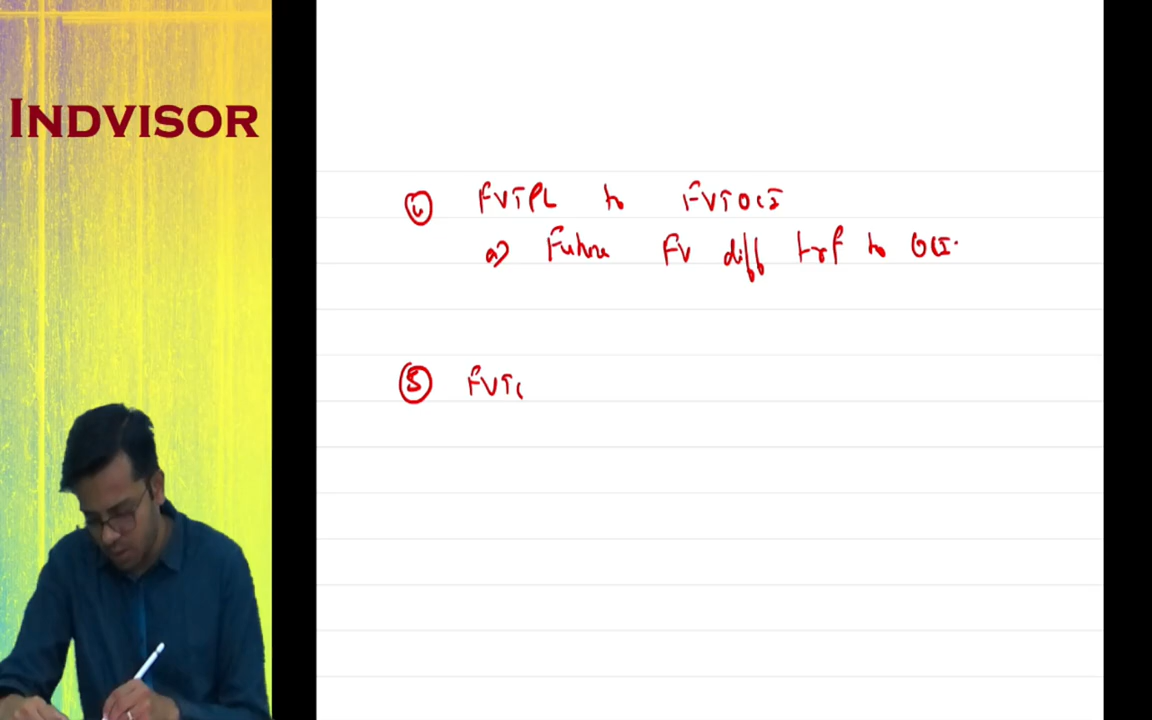 INDVISOR
④ FVTPL to FVTOCI
a) Future FV diff trf to OCI.
⑤ FVT